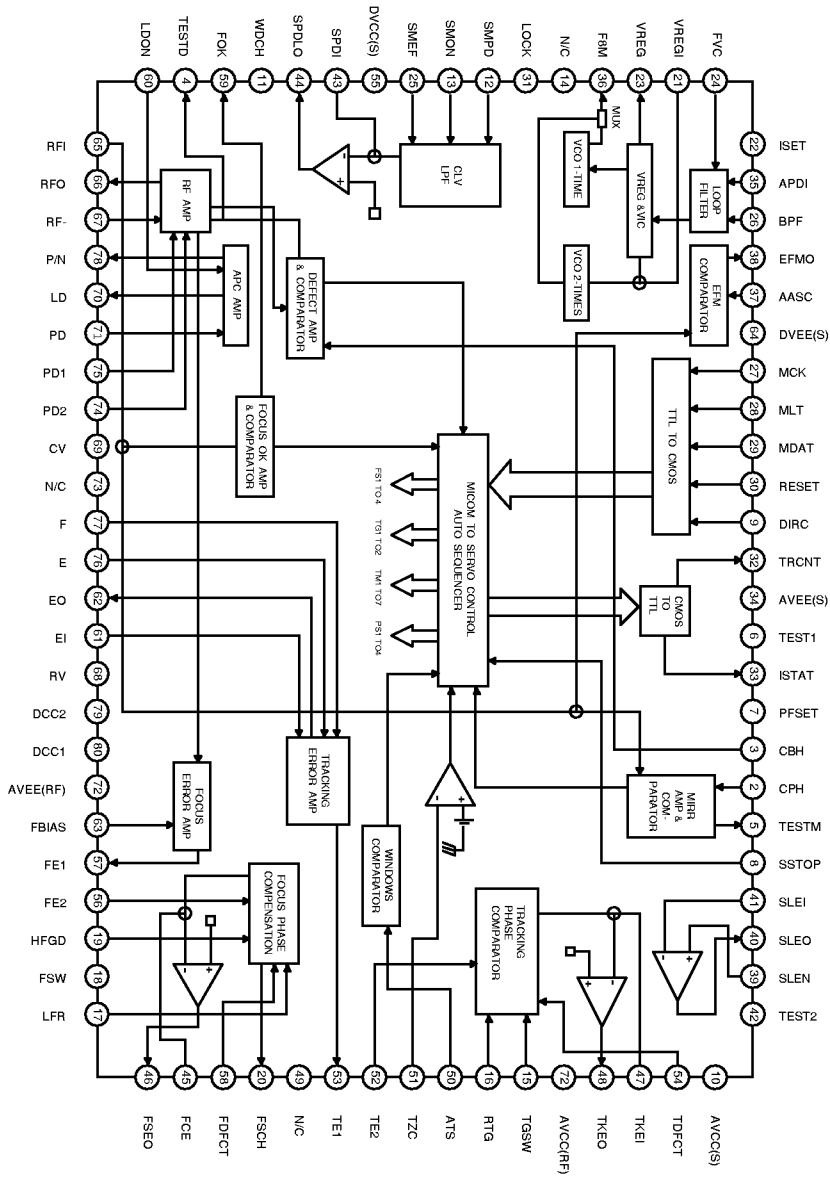 LDON
TESTD
FOK
WDCH
SPDLO
SPDI
DVCC(S)
SMEF
SMON
SMPD
LOCK
N/C
F8M
VREG
VREGI
FVC
60
4
59
11
44
43
55
25
13
12
31
14
36
23
21
24
RFI
65
RFO
66
RF-
67
P/N
78
LD
70
PD
71
PD1
75
PD2
74
CV
69
N/C
73
F
77
E
76
EO
62
EI
61
RV
68
DCC2
79
DCC1
80
AVEE(RF)
72
FBIAS
63
FE1
57
FE2
56
HFGD
19
FSW
18
LFR
17
22
ISET
35
APDI
26
BPF
38
EFMO
37
AASC
64
DVEE(S)
27
MCK
28
MLT
29
MDAT
30
RESET
9
DIRC
32
TRCNT
34
AVEE(S)
6
TEST1
33
ISTAT
7
PFSET
3
CBH
2
CPH
5
TESTM
8
SSTOP
41
SLEI
40
SLEO
39
SLEN
42
TEST2
MUX
CLV
LPF
-
+
VCO 1-TIME
VREG &VIC
LOOP
FILTER
RF AMP
APC AMP
DEFECT AMP
& COMPARATOR
VCO 2-TIMES
EFM
COMPARATOR
FOCUS OK AMP
& COMPARATOR
TTL TO CMOS
FS1 TO 4
TG1 TO2
TM1 TO7
PS1 TO4
MICOM TO SERVO CONTROL
AUTO SEQUENCER
CMOS
TO
TTL
FOCUS
ERROR AMP
TRACKING
ERROR AMP
-
+
MIRR
AMP &
COM-
PARATOR
WINDOWS
COMPARATOR
FOCUS PHASE
COMPENSATION
-
+
TRACKING
PHASE
COMPARATOR
+
-
-
+
46
45
58
20
49
53
52
51
50
16
15
72
48
47
54
10
FSEO
FCE
FDFCT
FSCH
N/C
TE1
TE2
TZC
ATS
RTG
TGSW
AVCC(RF)
TKEO
TKEI
TDFCT
AVCC(S)